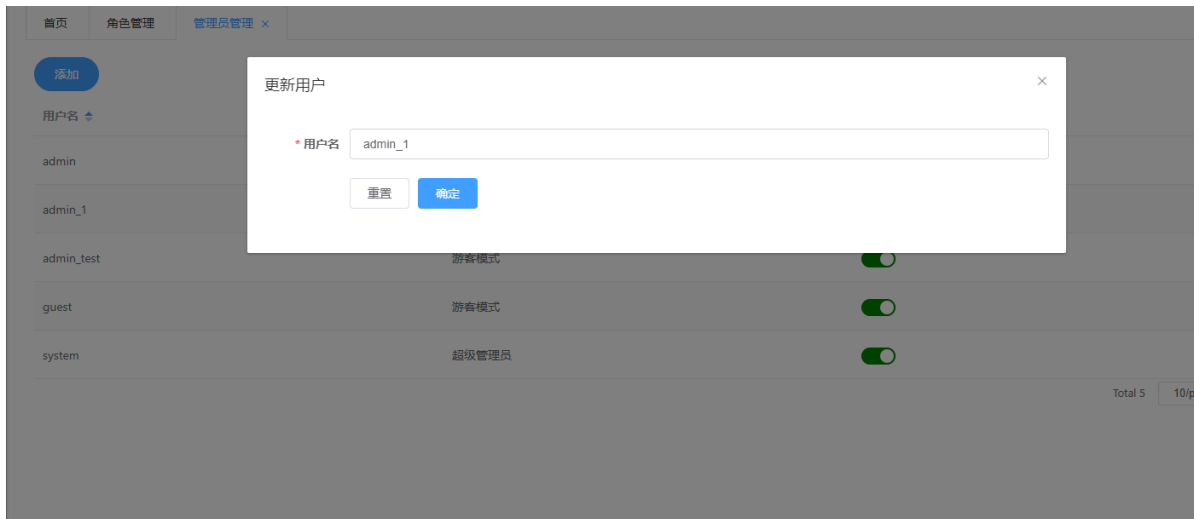 首页 角色管理 管理员管理 ×
添加
更新用户
用户名
* 用户名 admin_1
admin
重置 确定
admin_1
admin_test 游客模式
guest 游客模式
system 超级管理员
Total 5 10/p